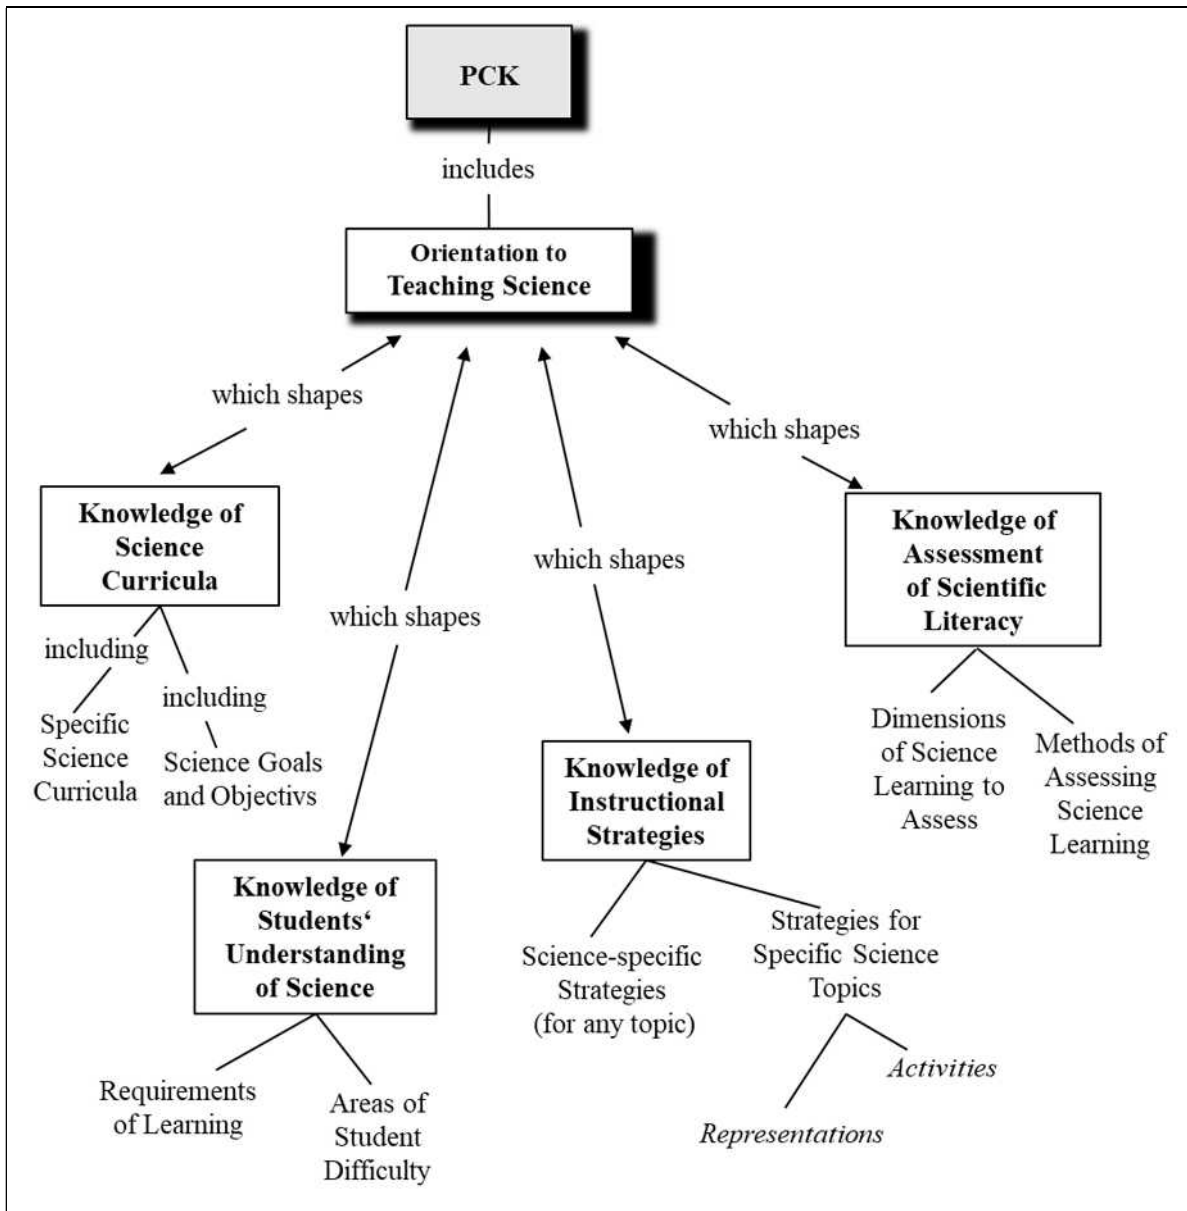 PCK
includes
Orientation to
Teaching Science
which shapes
which shapes
which shapes
which shapes
Knowledge of
Science
Curricula
including
including
Specific
Science
Curricula
Science Goals
and Objectivs
Knowledge of
Students‘
Understanding
of Science
Requirements
of Learning
Areas of
Student
Difficulty
Knowledge of
Instructional
Strategies
Science-specific
Strategies
(for any topic)
Strategies for
Specific Science
Topics
Activities
Representations
Knowledge of
Assessment
of Scientific
Literacy
Dimensions
of Science
Learning to
Assess
Methods of
Assessing
Science
Learning